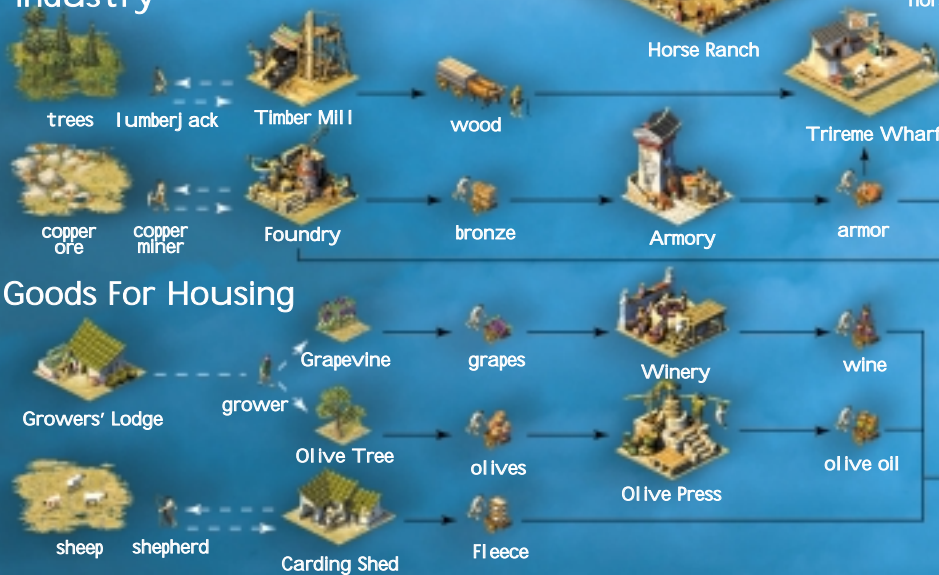 Industry
Horse Ranch
trees
lumberjack
Timber Mill
wood
Trireme Wharf
copper
ore
copper
miner
Foundry
bronze
Armory
armor
Goods For Housing
Growers' Lodge
grower
Grapevine
grapes
Winery
wine
Olive Tree
olives
Olive Press
olive oil
sheep
shepherd
Carding Shed
Fleece